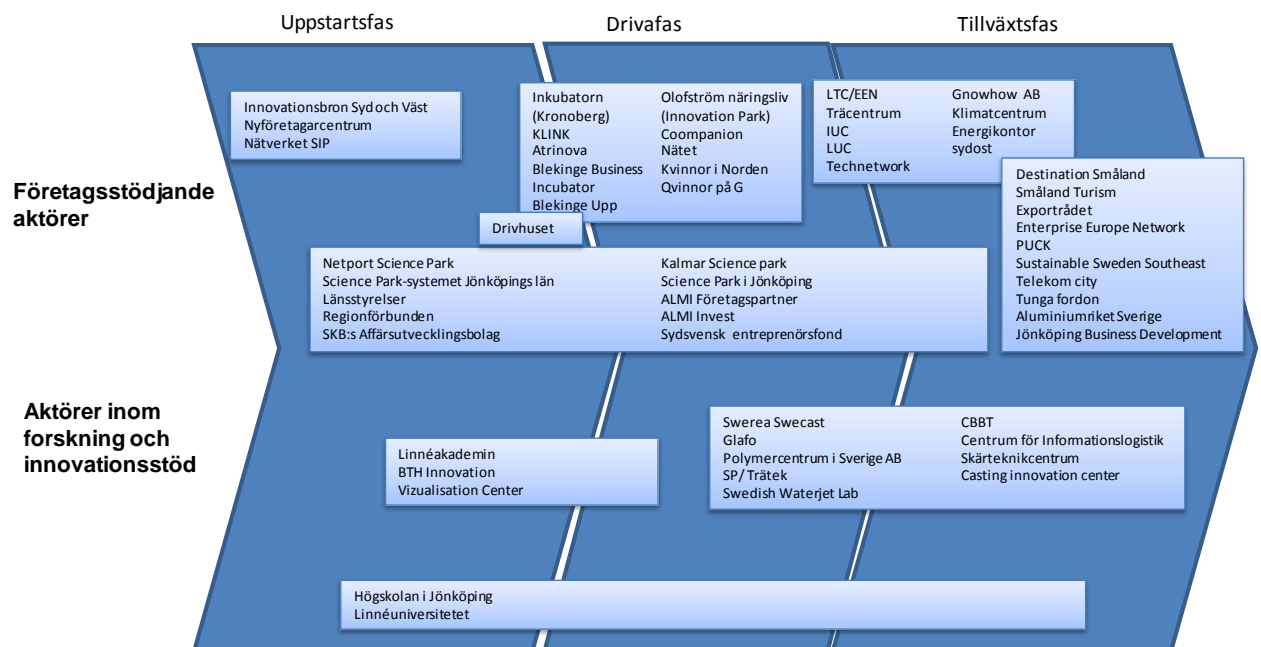 Uppstartsfas
Drivafas
Tillväxtfas
Företagsstödjande
aktörer
Innovationsbron Syd och Väst
Nyföretagarcentrum
Nätverket SIP
Inkubatorn
(Kronoberg)
KLINK
Atrinova
Blekinge Business
Incubator
Blekinge Upp
Olofström näringsliv
(Innovation Park)
Coompanion
Nätet
Kvinnor i Norden
Qvinnor på G
LTC/EEN
Träcentrum
IUC
LUC
Technetwork
Gnowhow AB
Klimatcentrum
Energikontor
sydost
Destination Småland
Småland Turism
Exportrådet
Enterprise Europe Network
PUCK
Sustainable Sweden Southeast
Telekom city
Tunga fordon
Aluminiumriket Sverige
Jönköping Business Development
Drivhuset
Netport Science Park
Science Park-systemet Jönköpings län
Länsstyrelser
Regionförbunden
SKB:s Affärsutvecklingsbolag
Kalmar Science park
Science Park i Jönköping
ALMI Företagspartner
ALMI Invest
Sydsvensk entreprenörsfond
Aktörer inom
forskning och
innovationsstöd
Linnéakademin
BTH Innovation
Vizualisation Center
Swerea Swecast
Glafo
Polymercentrum i Sverige AB
SP/ Trätek
Swedish Waterjet Lab
CBBT
Centrum för Informationslogistik
Skärteknikcentrum
Casting innovation center
Högskolan i Jönköping
Linnéuniversitetet